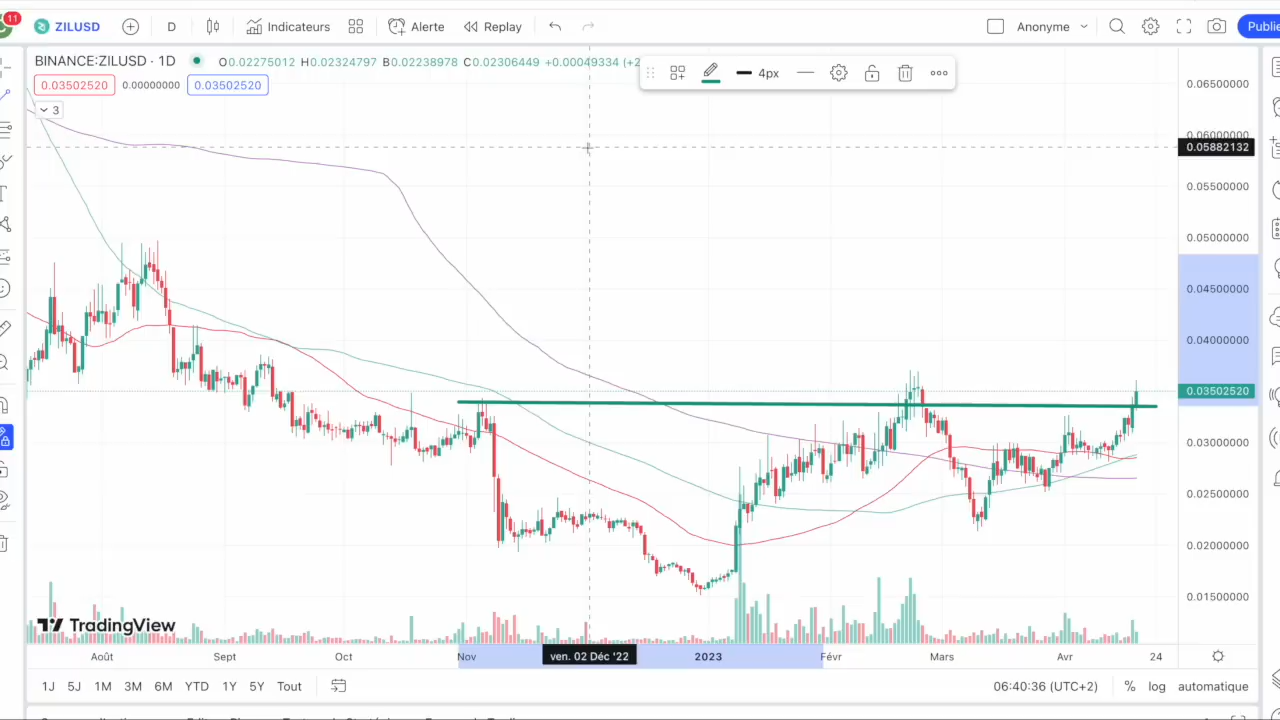 11
ZILUSD
D
Indicateurs
Alerte
Replay
Anonyme
BINANCE:ZILUSD · 1D
O0.02275012 H0.02324797 B0.02238978 C0.02306449 +0.00049334 (+2
4px
0.03502520 0.00000000 0.03502520
3
0.06500000
0.06000000
0.05882132
0.05500000
0.05000000
0.04500000
0.04000000
0.03502520
0.03000000
0.02500000
0.02000000
0.01500000
TradingView
Août Sept Oct Nov ven. 02 Déc '22 2023 Févr Mars Avr 24
1J 5J 1M 3M 6M YTD 1Y 5Y Tout
06:40:36 (UTC+2) % log automatique